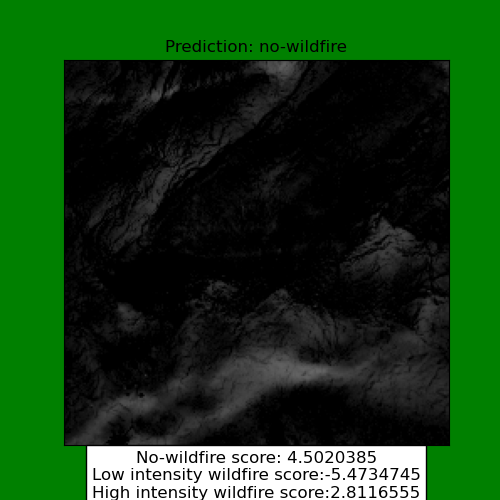 Prediction: no-wildfire
No-wildfire score: 4.5020385
Low intensity wildfire score:-5.4734745
High intensity wildfire score:2.8116555